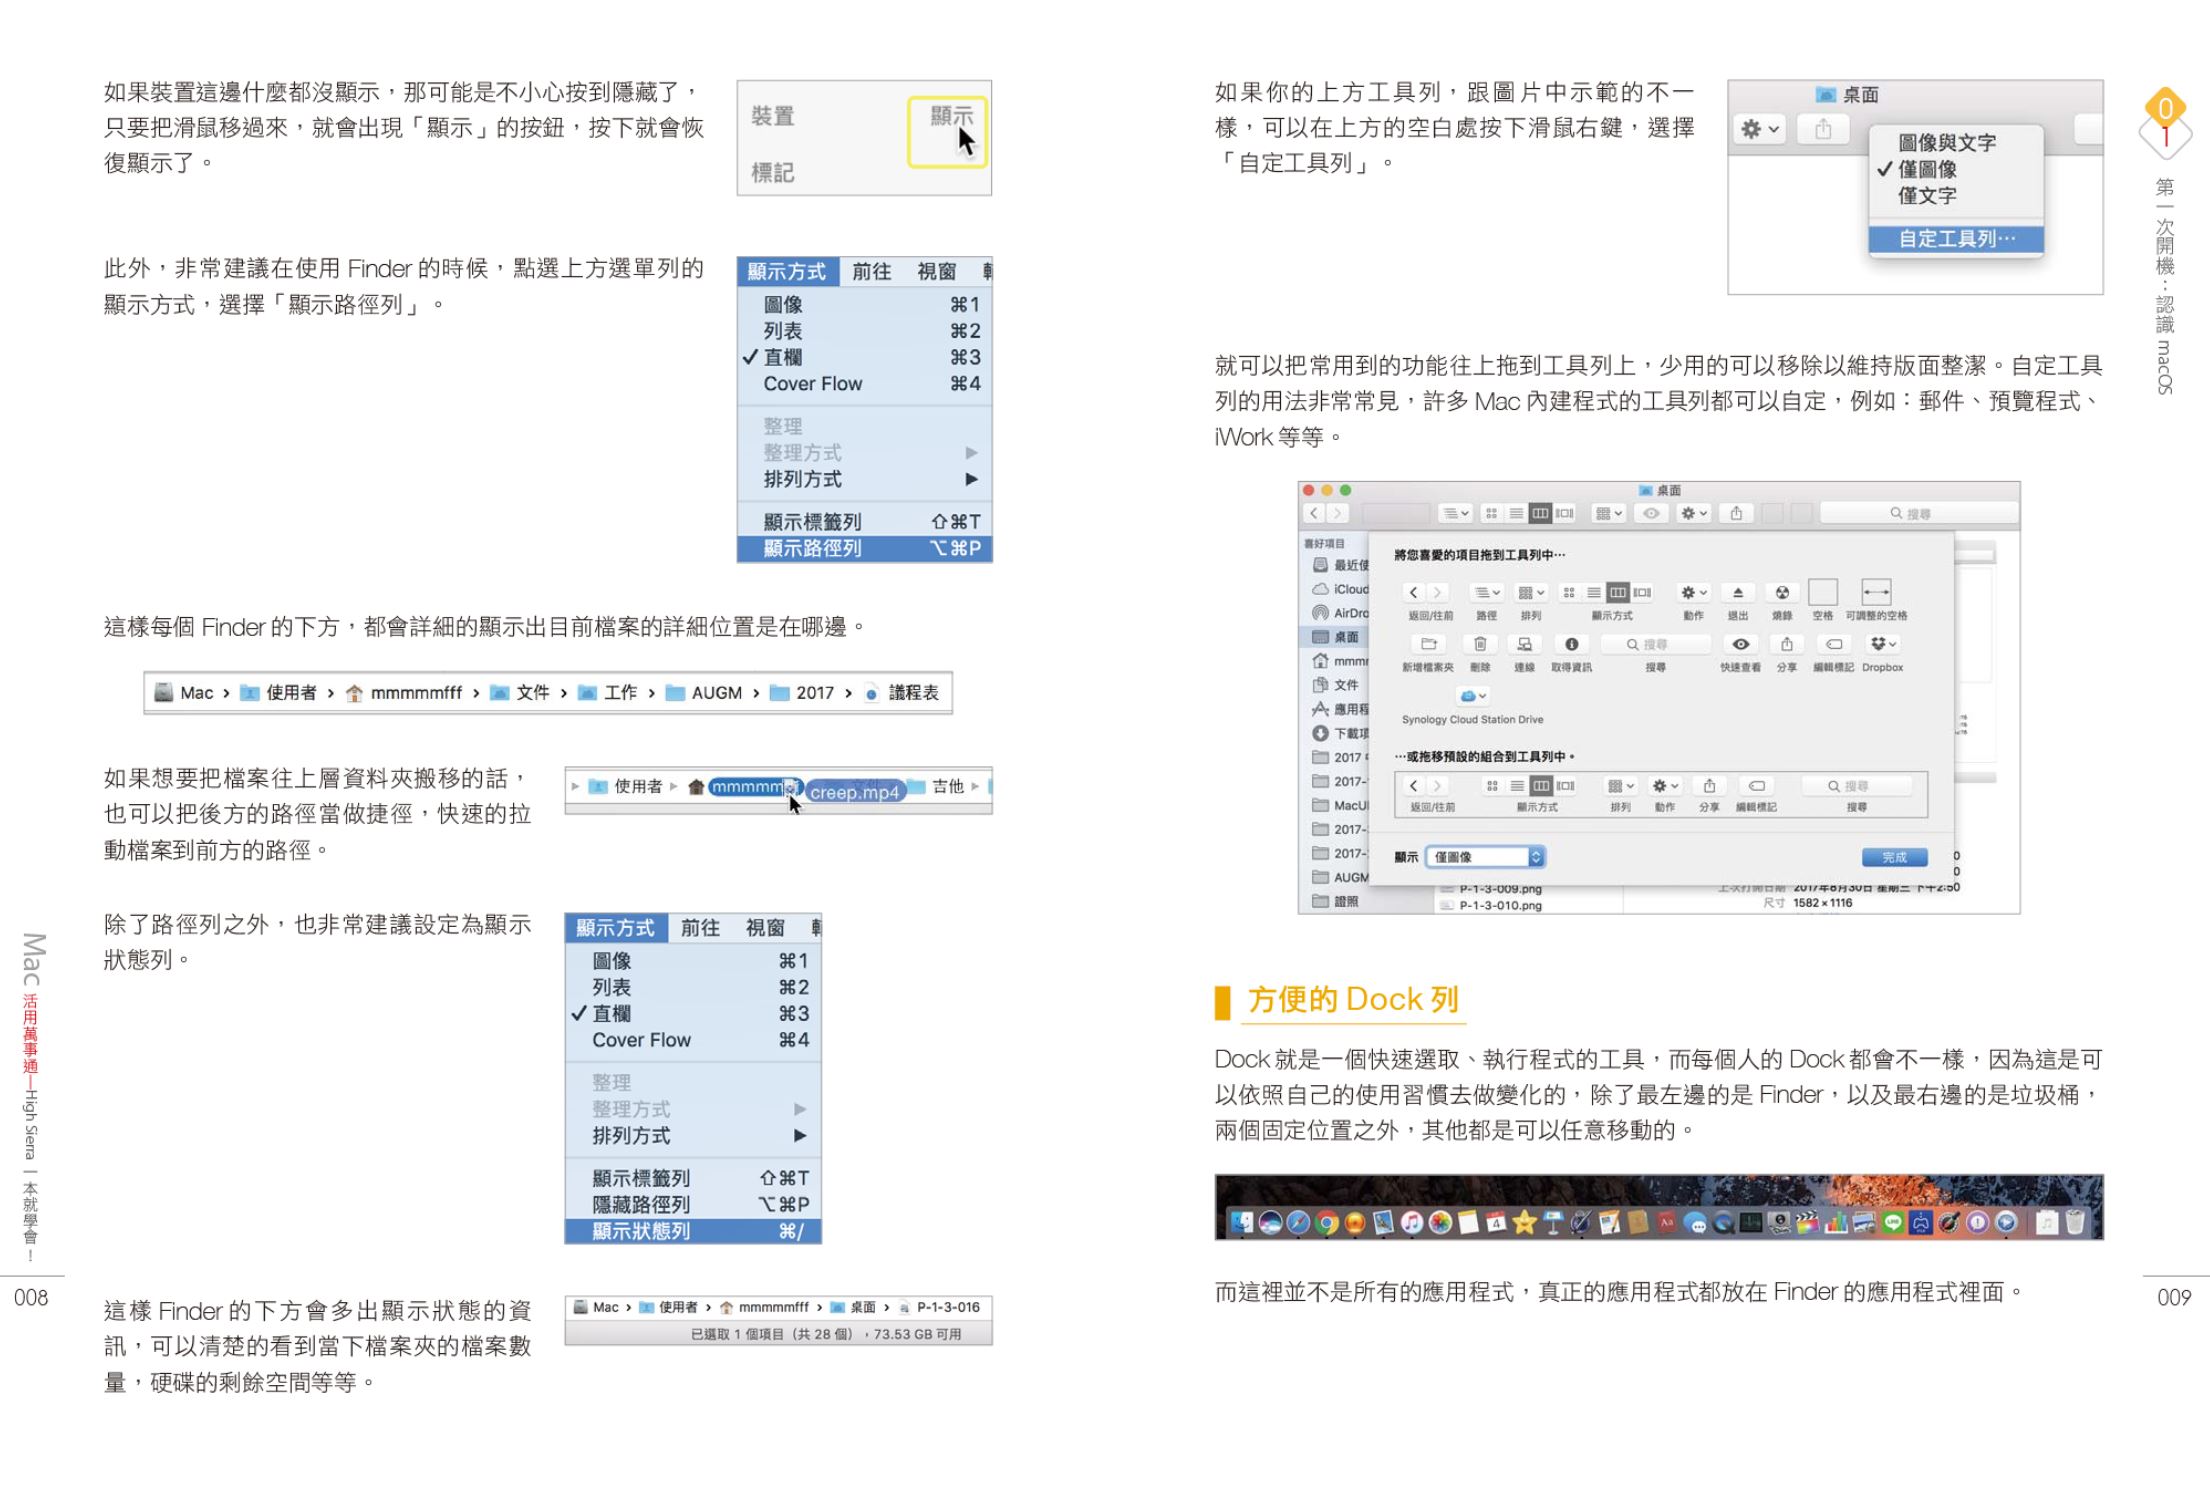 如果裝置這邊什麼都沒顯示，那可能是不小心按到隱藏了，
只要把滑鼠移過來，就會出現「顯示」的按鈕，按下就會恢
復顯示了。
裝置
顯示
標記
此外，非常建議在使用 Finder 的時候，點選上方選單列的
顯示方式，選擇「顯示路徑列」。
顯示方式 前往 視窗
圖像 ⌘1
列表 ⌘2
✓ 直欄 ⌘3
Cover Flow ⌘4
整理
整理方式 ▶
排列方式 ▶
顯示標籤列 ⇧⌘T
顯示路徑列 ⌥⌘P
這樣每個 Finder 的下方，都會詳細的顯示出目前檔案的詳細位置是在哪邊。
Mac › 使用者 › mmmmmfff › 文件 › 工作 › AUGM › 2017 › 議程表
如果想要把檔案往上層資料夾搬移的話，
也可以把後方的路徑當做捷徑，快速的拉
動檔案到前方的路徑。
使用者 ▸ mmmmm creep.mp4 吉他 ▸
除了路徑列之外，也非常建議設定為顯示
狀態列。
顯示方式 前往 視窗
圖像 ⌘1
列表 ⌘2
✓ 直欄 ⌘3
Cover Flow ⌘4
整理
整理方式 ▶
排列方式 ▶
顯示標籤列 ⇧⌘T
隱藏路徑列 ⌥⌘P
顯示狀態列 ⌘/
這樣 Finder 的下方會多出顯示狀態的資
訊，可以清楚的看到當下檔案夾的檔案數
量，硬碟的剩餘空間等等。
Mac › 使用者 › mmmmmfff › 桌面 › P-1-3-016
已選取 1 個項目（共 28 個），73.53 GB 可用
Mac 活用萬事通—High Sierra 一本就學會！
008
如果你的上方工具列，跟圖片中示範的不一
樣，可以在上方的空白處按下滑鼠右鍵，選擇
「自定工具列」。
桌面
圖像與文字
✓ 僅圖像
僅文字
自定工具列…
就可以把常用到的功能往上拖到工具列上，少用的可以移除以維持版面整潔。自定工具
列的用法非常常見，許多 Mac 內建程式的工具列都可以自定，例如：郵件、預覽程式、
iWork 等等。
桌面
搜尋
喜好項目
最近使
iCloud
AirDro
桌面
mmmr
文件
應用程
下載項
2017
2017-
MacUI
2017-
2017-
AUGM
證照
將您喜愛的項目拖到工具列中…
返回/往前 路徑 排列 顯示方式 動作 退出 燒錄 空格 可調整的空格
搜尋
新增檔案夾 刪除 連線 取得資訊 搜尋 快速查看 分享 編輯標記 Dropbox
Synology Cloud Station Drive
…或拖移預設的組合到工具列中。
搜尋
返回/往前 顯示方式 排列 動作 分享 編輯標記 搜尋
顯示 僅圖像 完成
P-1-3-009.png
上次打開日期 2017年8月30日 星期三 下午2:50
P-1-3-010.png
尺寸 1582 × 1116
方便的 Dock 列
Dock 就是一個快速選取、執行程式的工具，而每個人的 Dock 都會不一樣，因為這是可
以依照自己的使用習慣去做變化的，除了最左邊的是 Finder，以及最右邊的是垃圾桶，
兩個固定位置之外，其他都是可以任意移動的。
而這裡並不是所有的應用程式，真正的應用程式都放在 Finder 的應用程式裡面。
01
第一次開機：認識 macOS
009